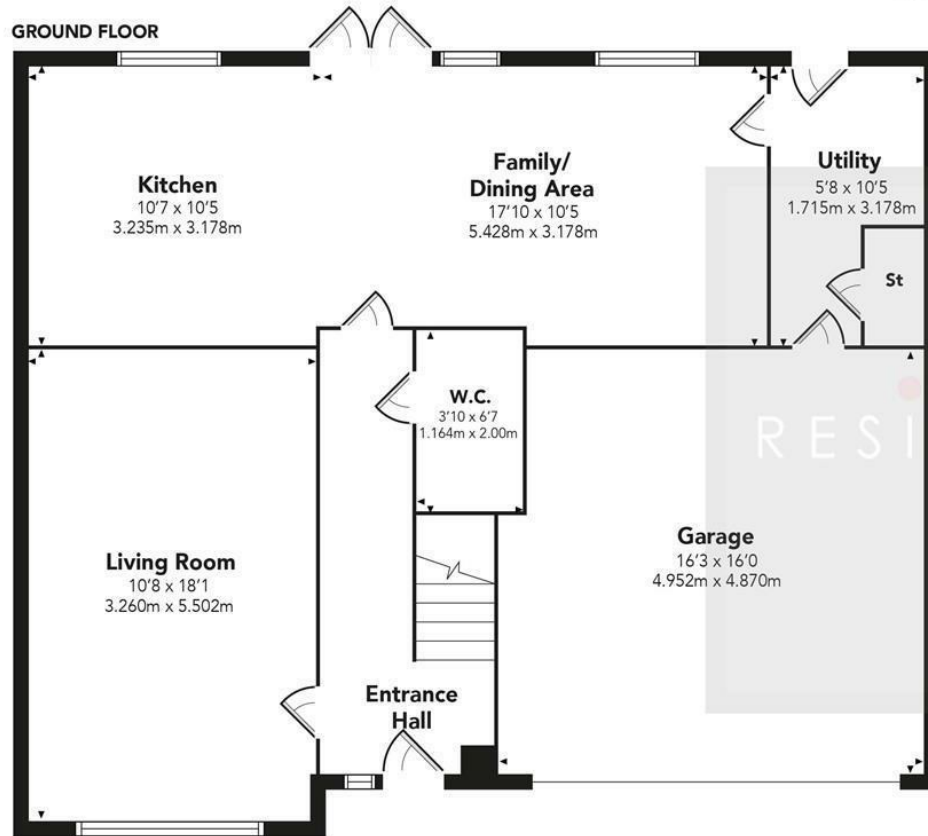 GROUND FLOOR
Kitchen
10'7 x 10'5
3.235m x 3.178m
Family/
Dining Area
17'10 x 10'5
5.428m x 3.178m
Utility
5'8 x 10'5
1.715m x 3.178m
St
W.C.
3'10 x 6'7
1.164m x 2.00m
RESi
Living Room
10'8 x 18'1
3.260m x 5.502m
Garage
16'3 x 16'0
4.952m x 4.870m
Entrance
Hall